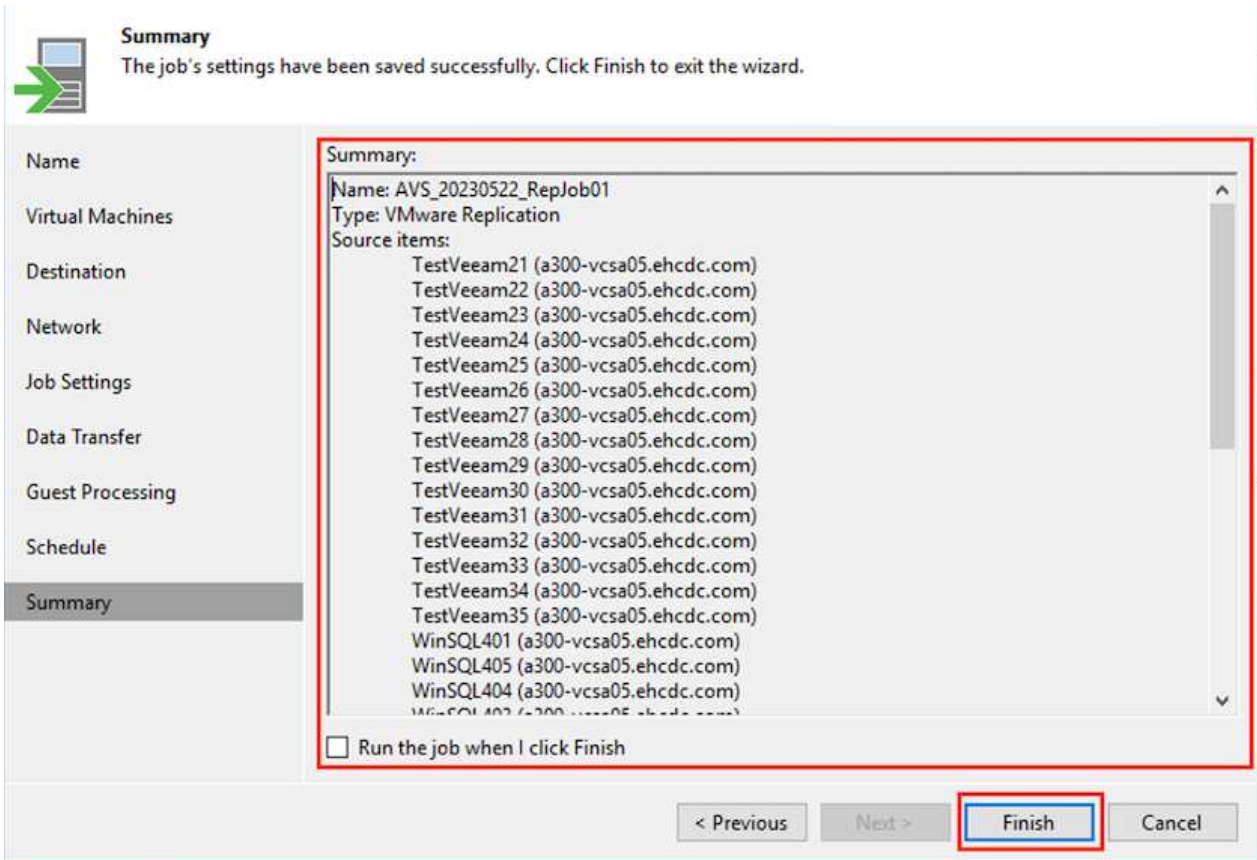 Summary
The job's settings have been saved successfully. Click Finish to exit the wizard.
Name
Virtual Machines
Destination
Network
Job Settings
Data Transfer
Guest Processing
Schedule
Summary
Summary:
Name: AVS_20230522_RepJob01
Type: VMware Replication
Source items:
TestVeeam21 (a300-vcsa05.ehcdc.com)
TestVeeam22 (a300-vcsa05.ehcdc.com)
TestVeeam23 (a300-vcsa05.ehcdc.com)
TestVeeam24 (a300-vcsa05.ehcdc.com)
TestVeeam25 (a300-vcsa05.ehcdc.com)
TestVeeam26 (a300-vcsa05.ehcdc.com)
TestVeeam27 (a300-vcsa05.ehcdc.com)
TestVeeam28 (a300-vcsa05.ehcdc.com)
TestVeeam29 (a300-vcsa05.ehcdc.com)
TestVeeam30 (a300-vcsa05.ehcdc.com)
TestVeeam31 (a300-vcsa05.ehcdc.com)
TestVeeam32 (a300-vcsa05.ehcdc.com)
TestVeeam33 (a300-vcsa05.ehcdc.com)
TestVeeam34 (a300-vcsa05.ehcdc.com)
TestVeeam35 (a300-vcsa05.ehcdc.com)
WinSQL401 (a300-vcsa05.ehcdc.com)
WinSQL405 (a300-vcsa05.ehcdc.com)
WinSQL404 (a300-vcsa05.ehcdc.com)
Run the job when I click Finish
< Previous
Next >
Finish
Cancel